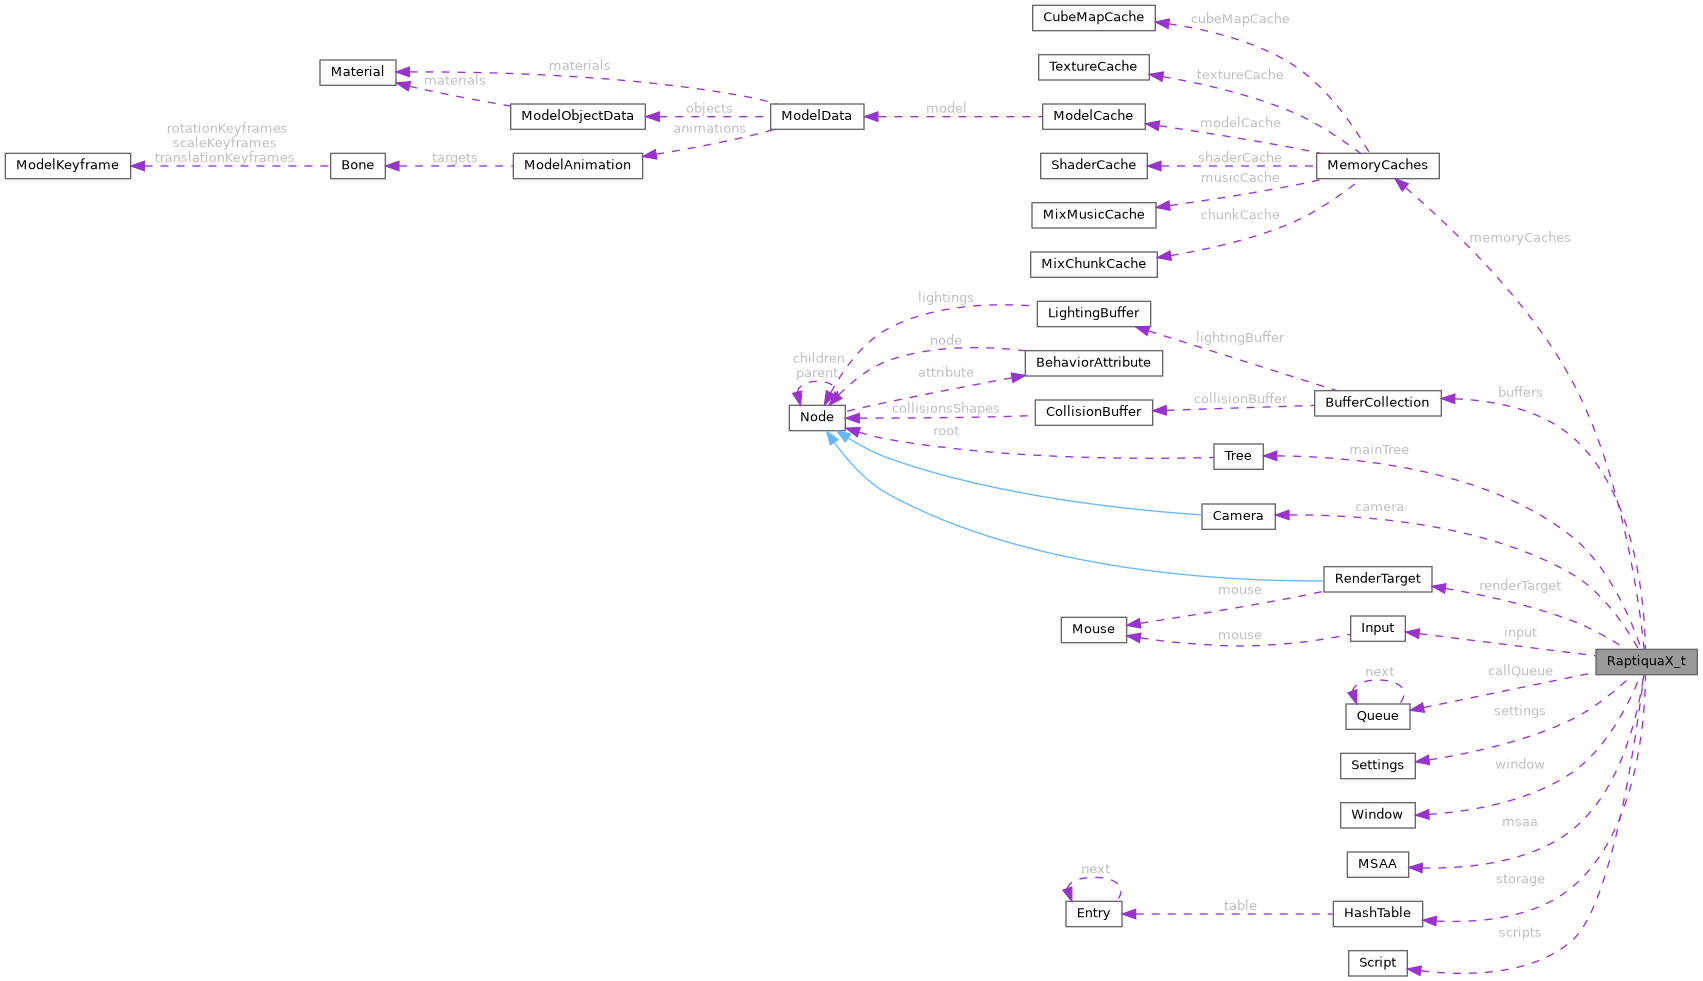 CubeMapCache
cubeMapCache
Material
materials
TextureCache
textureCache
materials
ModelObjectData
objects
ModelData
model
ModelCache
modelCache
rotationKeyframes
scaleKeyframes
translationKeyframes
animations
ModelKeyframe
Bone
targets
ModelAnimation
ShaderCache
shaderCache
MemoryCaches
musicCache
MixMusicCache
chunkCache
memoryCaches
MixChunkCache
lightings
LightingBuffer
lightingBuffer
node
children
parent
BehaviorAttribute
attribute
buffers
Node
collisionsShapes
CollisionBuffer
collisionBuffer
BufferCollection
root
Tree
mainTree
Camera
camera
RenderTarget
renderTarget
mouse
Mouse
mouse
Input
input
RaptiquaX_t
next
callQueue
Queue
settings
Settings
window
Window
msaa
MSAA
next
storage
Entry
table
HashTable
scripts
Script